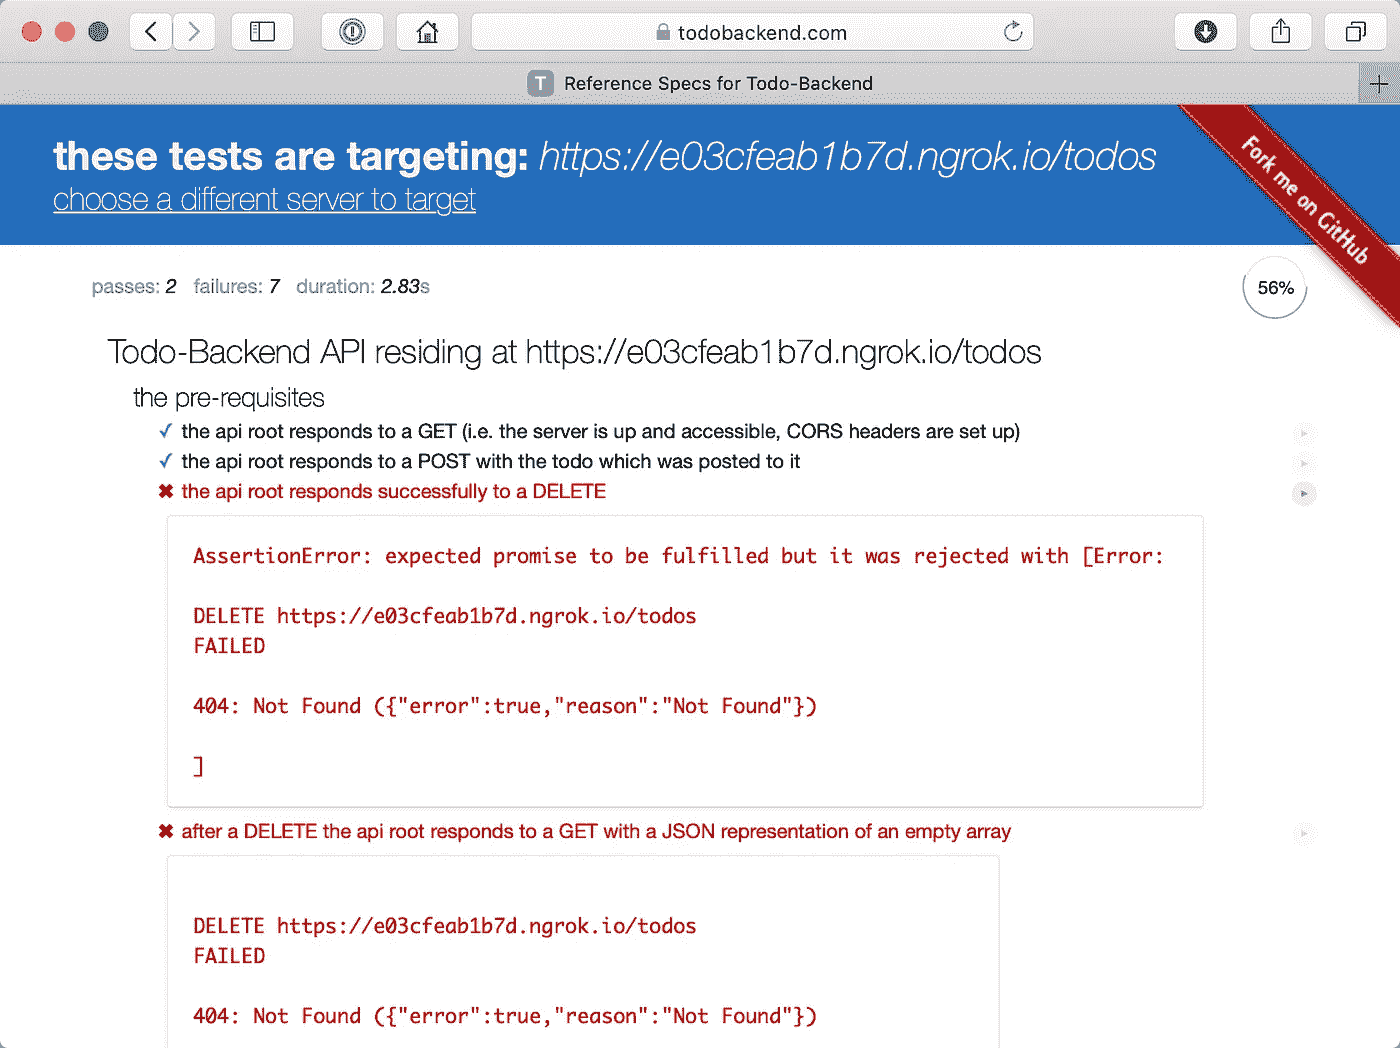 todobackend.com
T Reference Specs for Todo-Backend
these tests are targeting: https://e03cfeab1b7d.ngrok.io/todos
choose a different server to target
Fork me on GitHub
passes: 2 failures: 7 duration: 2.83s
56%
Todo-Backend API residing at https://e03cfeab1b7d.ngrok.io/todos
the pre-requisites
✓ the api root responds to a GET (i.e. the server is up and accessible, CORS headers are set up)
✓ the api root responds to a POST with the todo which was posted to it
✖ the api root responds successfully to a DELETE
AssertionError: expected promise to be fulfilled but it was rejected with [Error:
DELETE https://e03cfeab1b7d.ngrok.io/todos
FAILED
404: Not Found ({"error":true,"reason":"Not Found"})
]
✖ after a DELETE the api root responds to a GET with a JSON representation of an empty array
DELETE https://e03cfeab1b7d.ngrok.io/todos
FAILED
404: Not Found ({"error":true,"reason":"Not Found"})